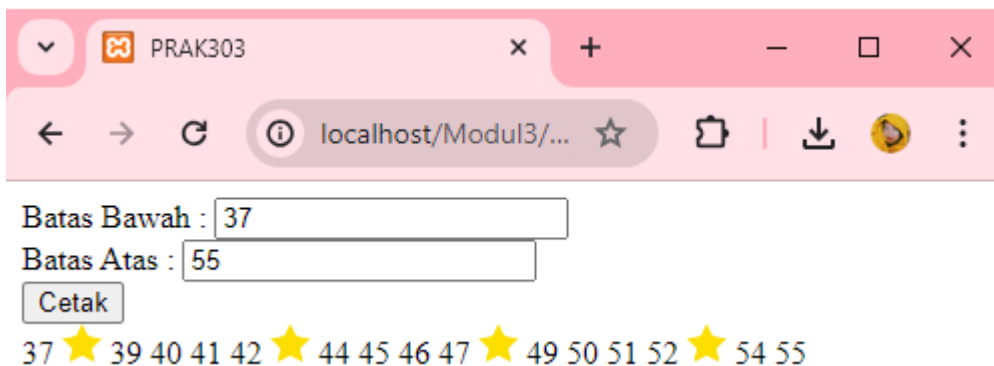 PRAK303
localhost/Modul3/...
Batas Bawah : 37
Batas Atas : 55
Cetak
37 ⭐ 39 40 41 42 ⭐ 44 45 46 47 ⭐ 49 50 51 52 ⭐ 54 55